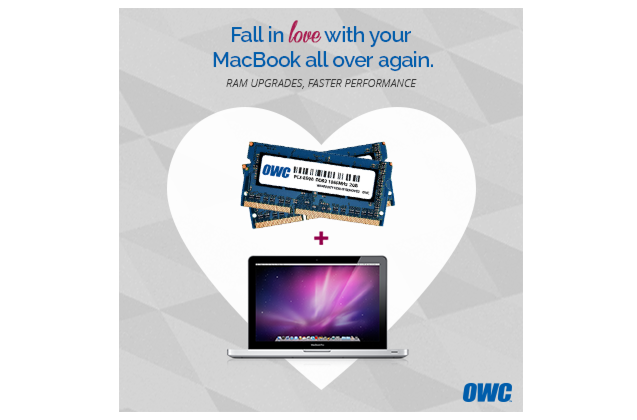 Fall in love with your
MacBook all over again.
RAM UPGRADES, FASTER PERFORMANCE
OWC
+
OWC